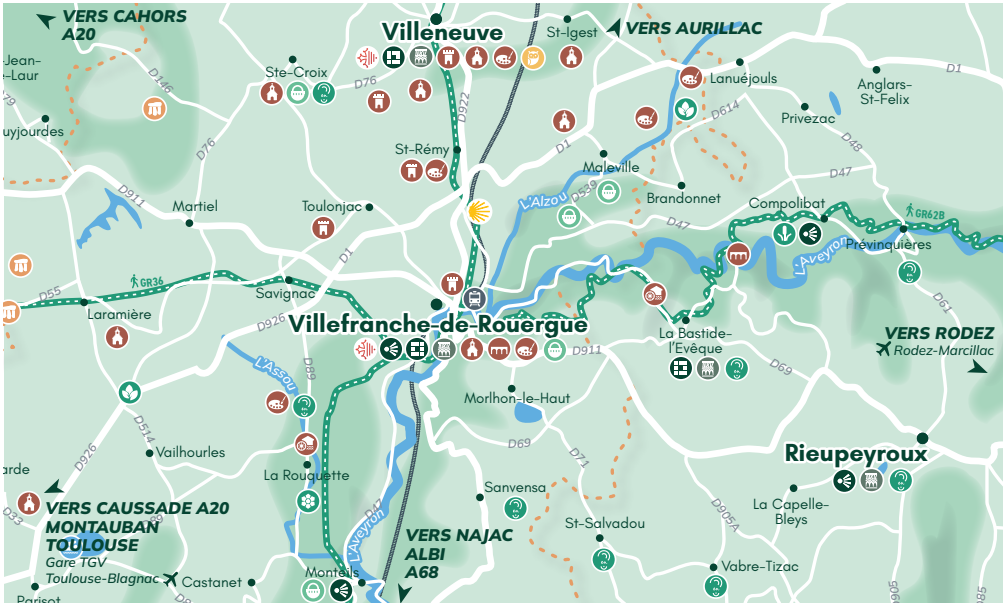 VERS CAHORS
A20
Villeneuve
St-Igest
VERS AURILLAC
-Jean-
e-Laur
Ste-Croix
D76
D146
D922
Lanuéjouls
D1
Anglars-
St-Felix
D614
Privezac
uyjourdes
D76
St-Rémy
D1
Maleville
D48
D47
D539
L'Alzou
Brandonnet
D911
Martiel
Toulonjac
D47
Compolibat
GR62B
Prévinquières
L'Aveyron
D1
GR36
D55
Savignac
Laramière
D926
Villefranche-de-Rouergue
D911
La Bastide-
l'Evêque
D61
VERS RODEZ
Rodez-Marcillac
D69
L'Assou
D89
Morlhon-le-Haut
D69
D71
D514
Vailhourles
D926
Rieupeyroux
arde
La Rouquette
Sanvensa
La Capelle-
Bleys
D33
VERS CAUSSADE A20
MONTAUBAN
TOULOUSE
Gare TGV
Toulouse-Blagnac
D47
L'Aveyron
VERS NAJAC
ALBI
A68
St-Salvadou
D905A
Vabre-Tizac
Castanet
Monteils
Parisot